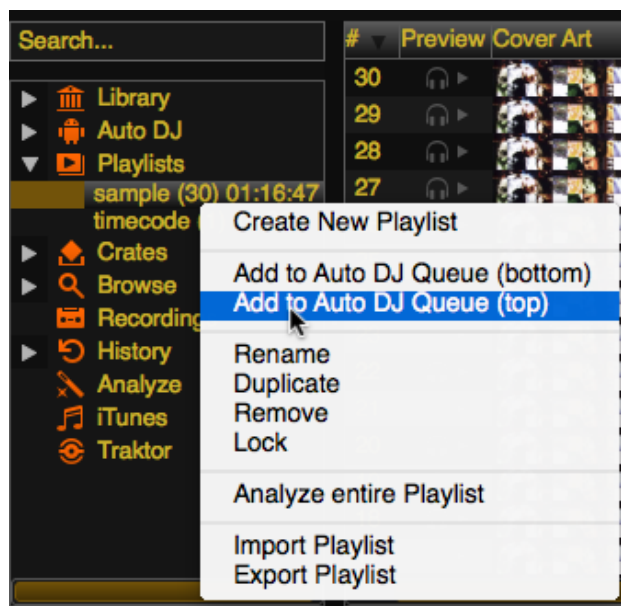 Search...
# Preview Cover Art
30
29
28
27
Library
Auto DJ
Playlists
sample (30) 01:16:47
timecode
Crates
Browse
Recording
History
Analyze
iTunes
Traktor
Create New Playlist
Add to Auto DJ Queue (bottom)
Add to Auto DJ Queue (top)
Rename
Duplicate
Remove
Lock
Analyze entire Playlist
Import Playlist
Export Playlist